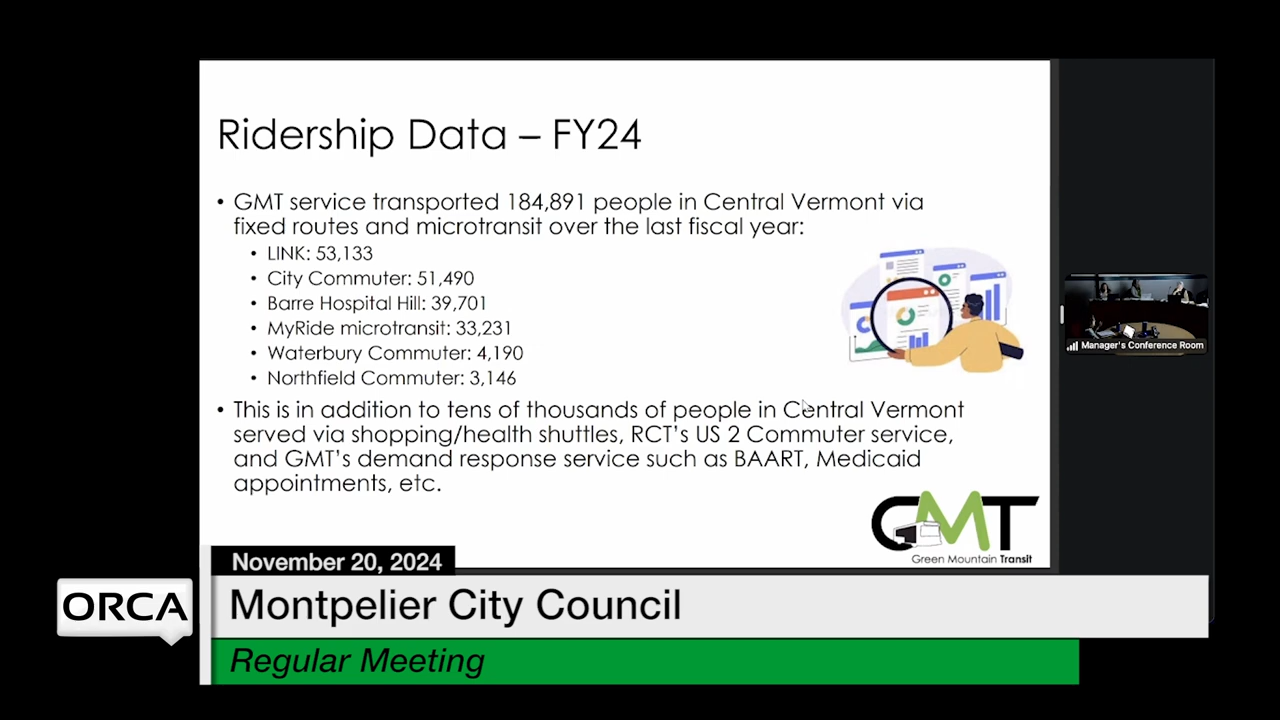 Ridership Data – FY24
• GMT service transported 184,891 people in Central Vermont via
fixed routes and microtransit over the last fiscal year:
• LINK: 53,133
• City Commuter: 51,490
• Barre Hospital Hill: 39,701
• MyRide microtransit: 33,231
• Waterbury Commuter: 4,190
• Northfield Commuter: 3,146
• This is in addition to tens of thousands of people in Central Vermont
served via shopping/health shuttles, RCT's US 2 Commuter service,
and GMT's demand response service such as BAART, Medicaid
appointments, etc.
GMT
Green Mountain Transit
Manager's Conference Room
November 20, 2024
ORCA
Montpelier City Council
Regular Meeting